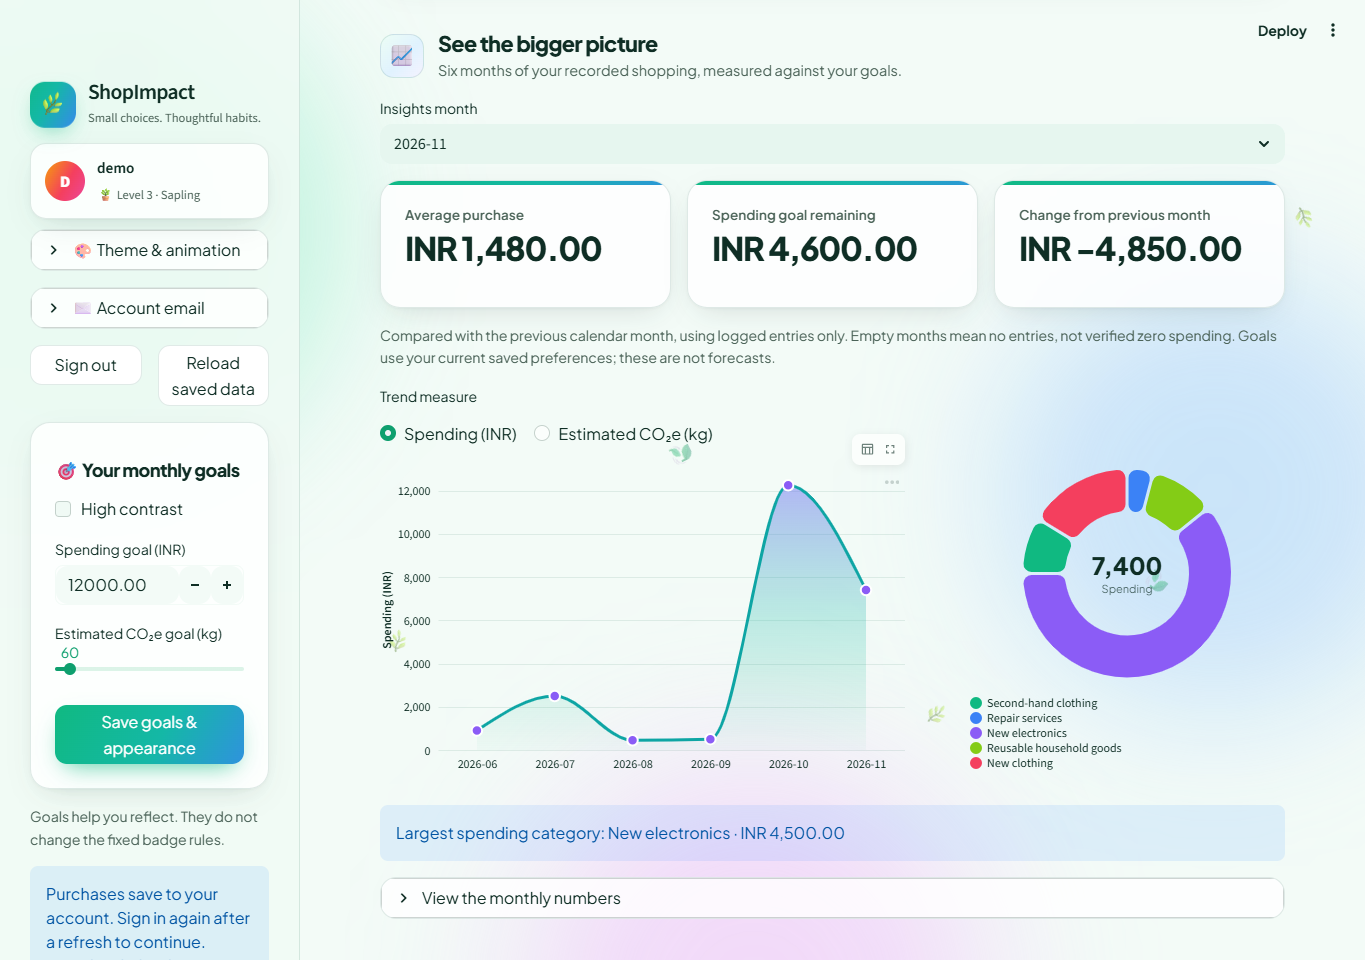 Deploy
ShopImpact
Small choices. Thoughtful habits.
D
demo
Level 3 · Sapling
Theme & animation
Account email
Sign out
Reload
saved data
Your monthly goals
High contrast
Spending goal (INR)
12000.00
Estimated CO₂e goal (kg)
60
Save goals &
appearance
Goals help you reflect. They do not
change the fixed badge rules.
Purchases save to your
account. Sign in again after
a refresh to continue.
See the bigger picture
Six months of your recorded shopping, measured against your goals.
Insights month
2026-11
Average purchase
INR 1,480.00
Spending goal remaining
INR 4,600.00
Change from previous month
INR −4,850.00
Compared with the previous calendar month, using logged entries only. Empty months mean no entries, not verified zero spending. Goals
use your current saved preferences; these are not forecasts.
Trend measure
Spending (INR)
Estimated CO₂e (kg)
Spending (INR)
12,000
10,000
8,000
6,000
4,000
2,000
0
2026-06
2026-07
2026-08
2026-09
2026-10
2026-11
7,400
Spending
Second-hand clothing
Repair services
New electronics
Reusable household goods
New clothing
Largest spending category: New electronics · INR 4,500.00
View the monthly numbers